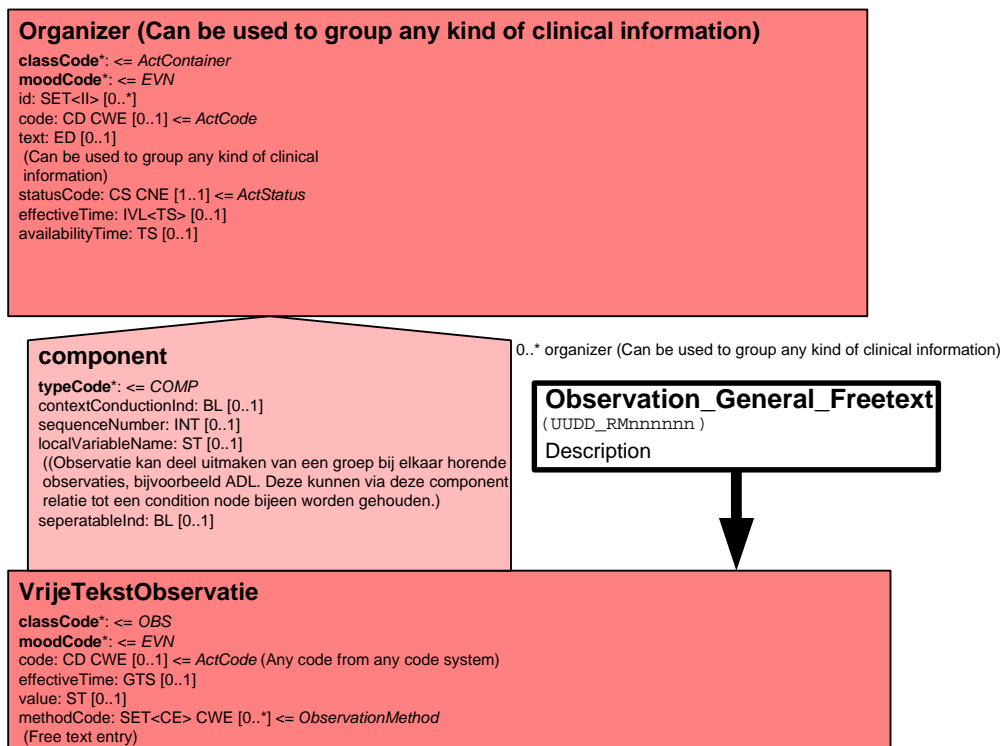 Organizer (Can be used to group any kind of clinical information)
classCode*: <= ActContainer
moodCode*: <= EVN
id: SET<II> [0..*]
code: CD CWE [0..1] <= ActCode
text: ED [0..1]
(Can be used to group any kind of clinical
information)
statusCode: CS CNE [1..1] <= ActStatus
effectiveTime: IVL<TS> [0..1]
availabilityTime: TS [0..1]
component
typeCode*: <= COMP
contextConductionInd: BL [0..1]
sequenceNumber: INT [0..1]
localVariableName: ST [0..1]
((Observatie kan deel uitmaken van een groep bij elkaar horende
observaties, bijvoorbeeld ADL. Deze kunnen via deze component
relatie tot een condition node bijeen worden gehouden.)
seperatableInd: BL [0..1]
0..* organizer (Can be used to group any kind of clinical information)
Observation_General_Freetext
(UUDD_RMnnnnnn )
Description
VrijeTekstObservatie
classCode*: <= OBS
moodCode*: <= EVN
code: CD CWE [0..1] <= ActCode (Any code from any code system)
effectiveTime: GTS [0..1]
value: ST [0..1]
methodCode: SET<CE> CWE [0..*] <= ObservationMethod
(Free text entry)